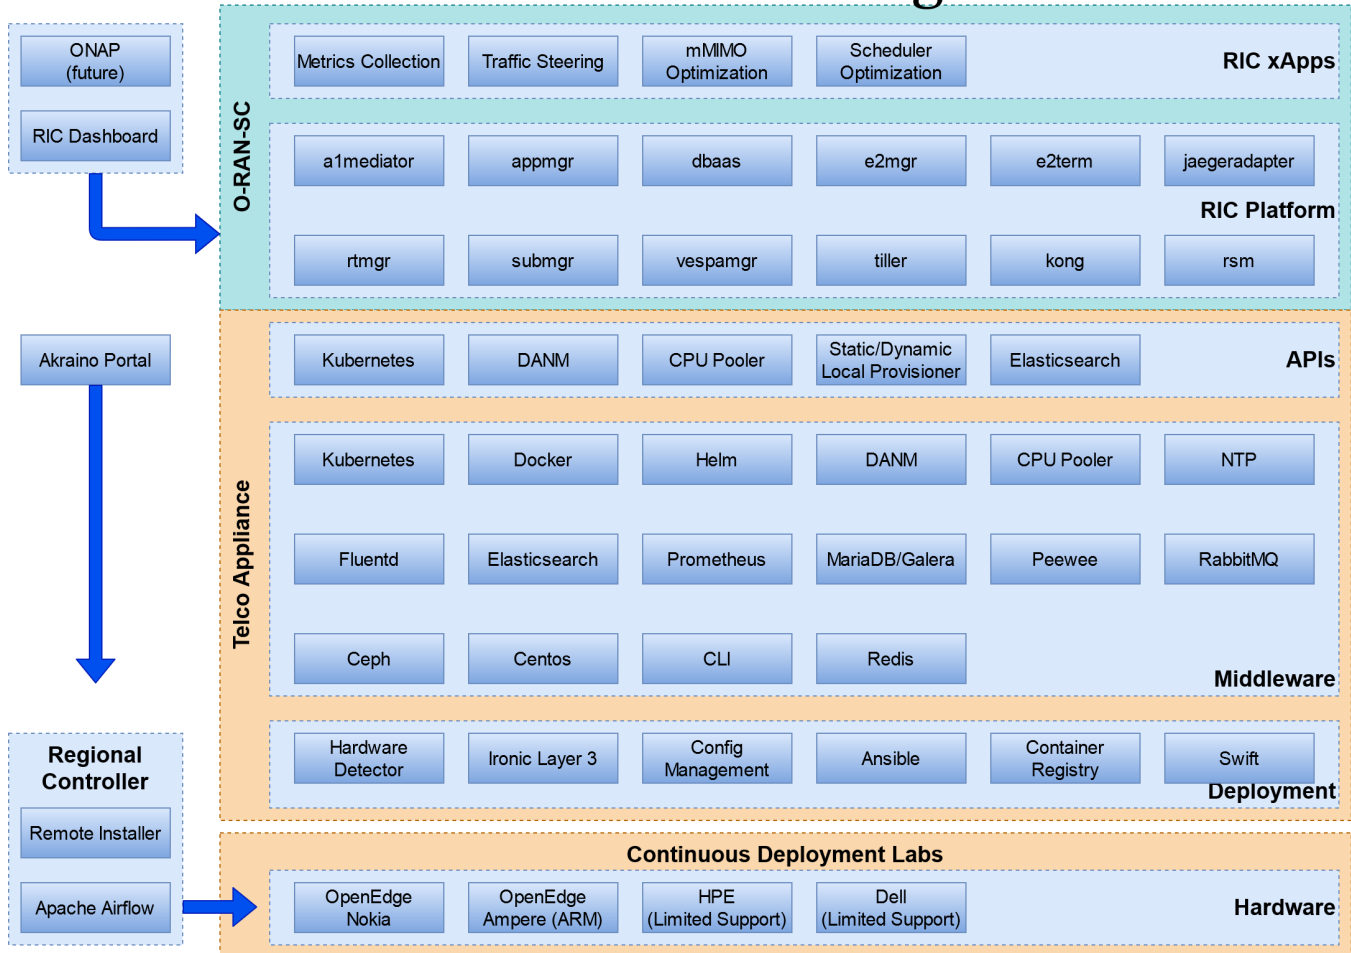 g
ONAP
(future)
RIC Dashboard
O-RAN-SC
Metrics Collection
Traffic Steering
mMIMO
Optimization
Scheduler
Optimization
RIC xApps
a1mediator
appmgr
dbaas
e2mgr
e2term
jaegeradapter
RIC Platform
rtmgr
submgr
vespamgr
tiller
kong
rsm
Akraino Portal
Telco Appliance
Kubernetes
DANM
CPU Pooler
Static/Dynamic
Local Provisioner
Elasticsearch
APIs
Kubernetes
Docker
Helm
DANM
CPU Pooler
NTP
Fluentd
Elasticsearch
Prometheus
MariaDB/Galera
Peewee
RabbitMQ
Ceph
Centos
CLI
Redis
Middleware
Hardware
Detector
Ironic Layer 3
Config
Management
Ansible
Container
Registry
Swift
Deployment
Regional
Controller
Remote Installer
Apache Airflow
Continuous Deployment Labs
OpenEdge
Nokia
OpenEdge
Ampere (ARM)
HPE
(Limited Support)
Dell
(Limited Support)
Hardware